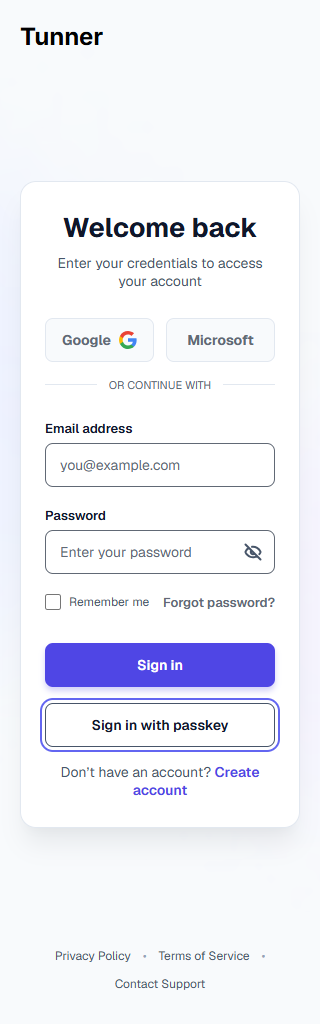 Tunner
Welcome back
Enter your credentials to access
your account
Google
Microsoft
OR CONTINUE WITH
Email address
you@example.com
Password
Enter your password
Remember me
Forgot password?
Sign in
Sign in with passkey
Don’t have an account? Create
account
Privacy Policy • Terms of Service •
Contact Support